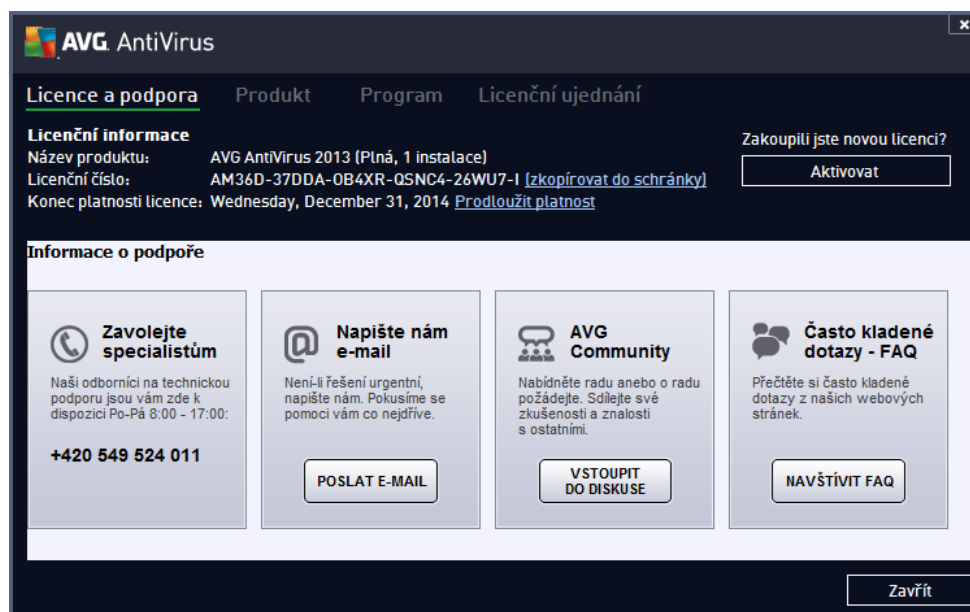 AVG. AntiVirus
Licence a podpora Produkt Program Licenční ujednání
Licenční informace
Název produktu: AVG AntiVirus 2013 (Plná, 1 instalace)
Licenční číslo: AM36D-37DDA-OB4XR-QSNC4-26WU7-I (zkopírovat do schránky)
Konec platnosti licence: Wednesday, December 31, 2014 Prodloužit platnost
Zakoupili jste novou licenci?
Aktivovat
Informace o podpoře
Zavolejte
specialistům
Naši odborníci na technickou
podporu jsou vám zde k
dispozici Po-Pá 8:00 - 17:00:
+420 549 524 011
Napište nám
e-mail
Není-li řešení urgentní,
napište nám. Pokusíme se
pomoci vám co nejdříve.
POSLAT E-MAIL
AVG
Community
Nabídněte radu anebo o radu
požádejte. Sdílejte své
zkušenosti a znalosti
s ostatními.
VSTOUPIT
DO DISKUSE
Často kladené
dotazy - FAQ
Přečtěte si často kladené
dotazy z našich webových
stránek.
NAVŠTÍVIT FAQ
Zavřít